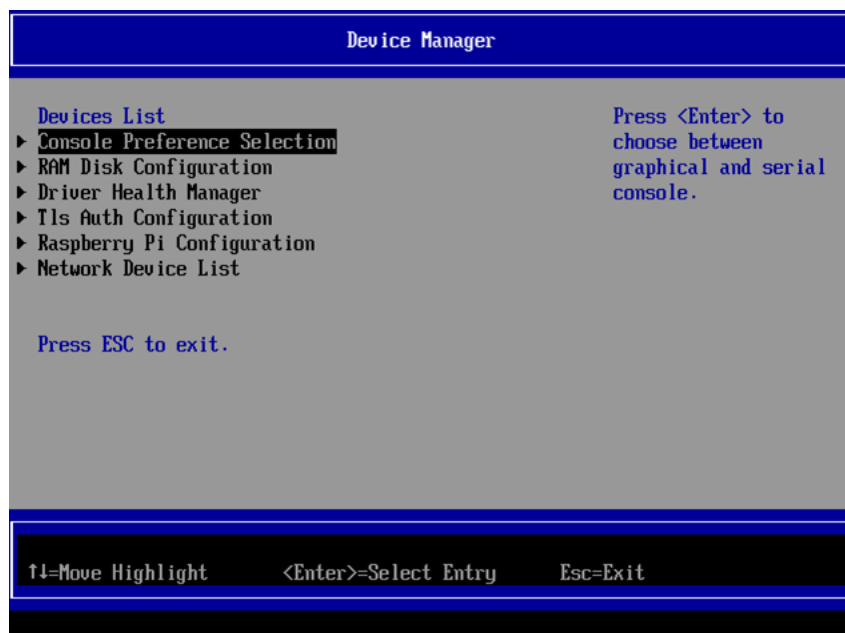 Device Manager
Devices List
Console Preference Selection
RAM Disk Configuration
Driver Health Manager
Tls Auth Configuration
Raspberry Pi Configuration
Network Device List
Press ESC to exit.
Press <Enter> to
choose between
graphical and serial
console.
↑↓=Move Highlight <Enter>=Select Entry Esc=Exit